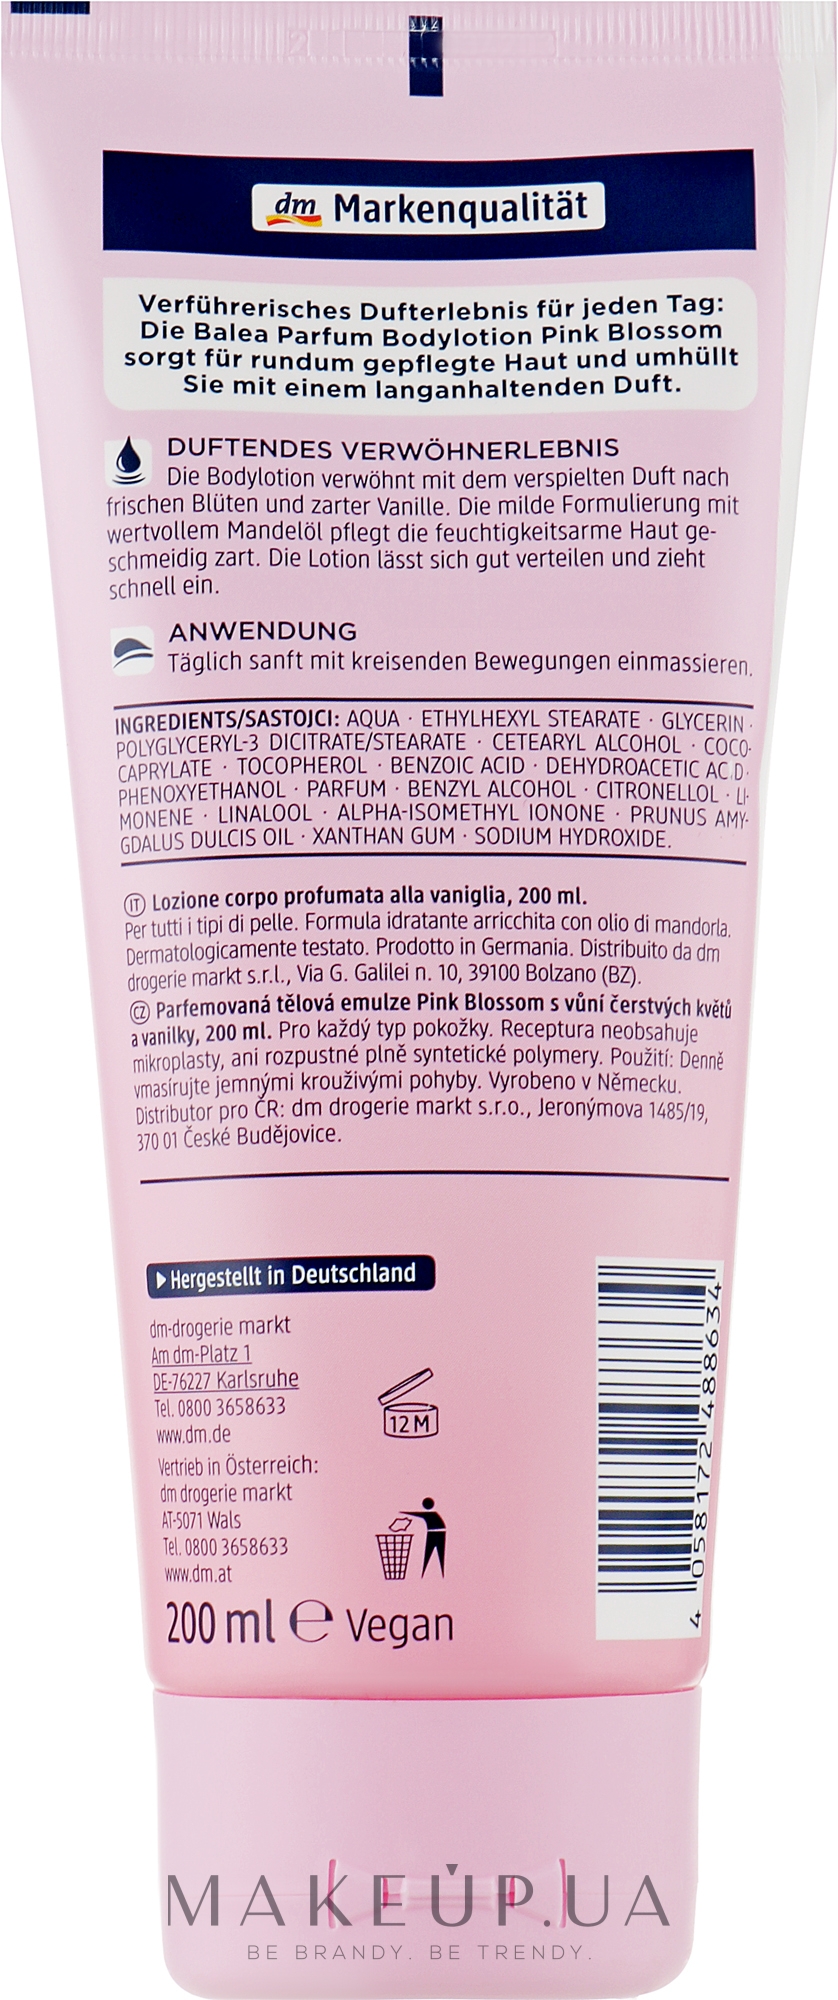 dm Markenqualität
Verführerisches Dufterlebnis für jeden Tag:
Die Balea Parfum Bodylotion Pink Blossom
sorgt für rundum gepflegte Haut und umhüllt
Sie mit einem langanhaltenden Duft.
DUFTENDES VERWÖHNERLEBNIS
Die Bodylotion verwöhnt mit dem verspielten Duft nach
frischen Blüten und zarter Vanille. Die milde Formulierung mit
wertvollem Mandelöl pflegt die feuchtigkeitsarme Haut ge-
schmeidig zart. Die Lotion lässt sich gut verteilen und zieht
schnell ein.
ANWENDUNG
Täglich sanft mit kreisenden Bewegungen einmassieren.
INGREDIENTS/SASTOJCI: AQUA · ETHYLHEXYL STEARATE · GLYCERIN ·
POLYGLYCERYL-3 DICITRATE/STEARATE · CETEARYL ALCOHOL · COCO-
CAPRYLATE · TOCOPHEROL · BENZOIC ACID · DEHYDROACETIC ACID ·
PHENOXYETHANOL · PARFUM · BENZYL ALCOHOL · CITRONELLOL · LI-
MONENE · LINALOOL · ALPHA-ISOMETHYL IONONE · PRUNUS AMY-
GDALUS DULCIS OIL · XANTHAN GUM · SODIUM HYDROXIDE.
IT Lozione corpo profumata alla vaniglia, 200 ml.
Per tutti i tipi di pelle. Formula idratante arricchita con olio di mandorla.
Dermatologicamente testato. Prodotto in Germania. Distribuito da dm
drogerie markt s.r.l., Via G. Galilei n. 10, 39100 Bolzano (BZ).
CZ Parfemovaná tělová emulze Pink Blossom s vůní čerstvých květů
a vanilky, 200 ml. Pro každý typ pokožky. Receptura neobsahuje
mikroplasty, ani rozpustné plně syntetické polymery. Použití: Denně
vmasírujte jemnými krouživými pohyby. Vyrobeno v Německu.
Distributor pro ČR: dm drogerie markt s.r.o., Jeronýmova 1485/19,
370 01 České Budějovice.
Hergestellt in Deutschland
dm-drogerie markt
Am dm-Platz 1
DE-76227 Karlsruhe
Tel. 0800 3658633
www.dm.de
Vertrieb in Österreich:
dm drogerie markt
AT-5071 Wals
Tel. 0800 3658633
www.dm.at
12 M
4 058172 488634
200 ml e Vegan
MAKEUP.UA
BE BRANDY. BE TRENDY.